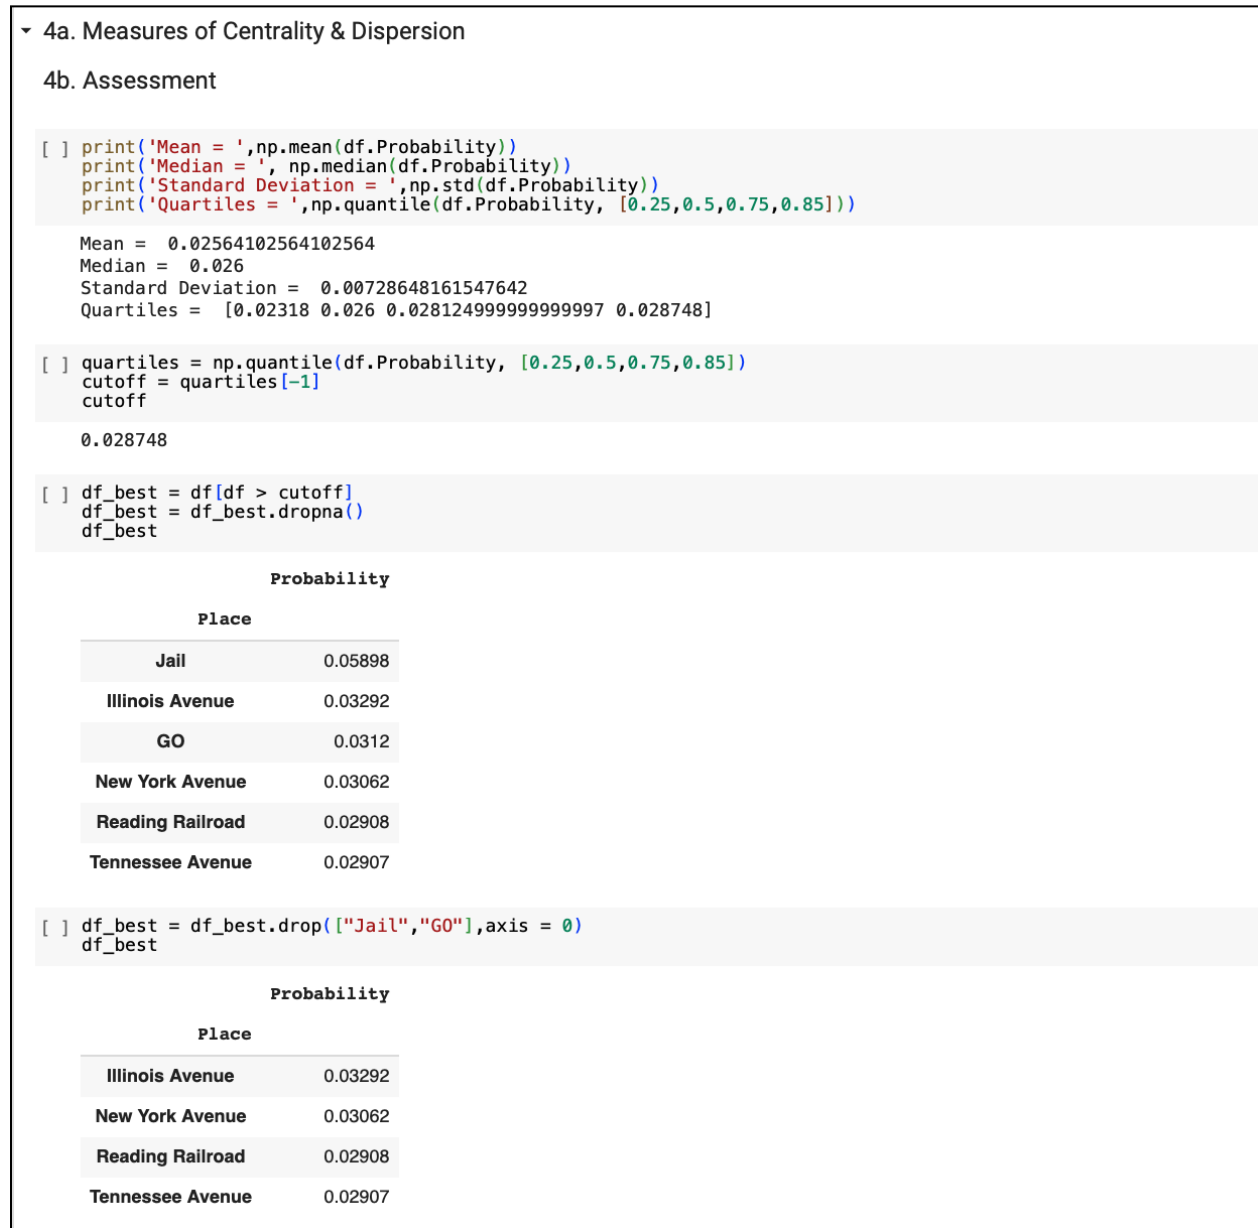 4a. Measures of Centrality & Dispersion
4b. Assessment
[ ] print('Mean = ',np.mean(df.Probability))
print('Median = ', np.median(df.Probability))
print('Standard Deviation = ',np.std(df.Probability))
print('Quartiles = ',np.quantile(df.Probability, [0.25,0.5,0.75,0.85]))
Mean =  0.02564102564102564
Median =  0.026
Standard Deviation =  0.00728648161547642
Quartiles =  [0.02318 0.026 0.028124999999999997 0.028748]
[ ] quartiles = np.quantile(df.Probability, [0.25,0.5,0.75,0.85])
cutoff = quartiles[-1]
cutoff
0.028748
[ ] df_best = df[df > cutoff]
df_best = df_best.dropna()
df_best
Probability
Place
Jail 0.05898
Illinois Avenue 0.03292
GO 0.0312
New York Avenue 0.03062
Reading Railroad 0.02908
Tennessee Avenue 0.02907
[ ] df_best = df_best.drop(["Jail","GO"],axis = 0)
df_best
Probability
Place
Illinois Avenue 0.03292
New York Avenue 0.03062
Reading Railroad 0.02908
Tennessee Avenue 0.02907